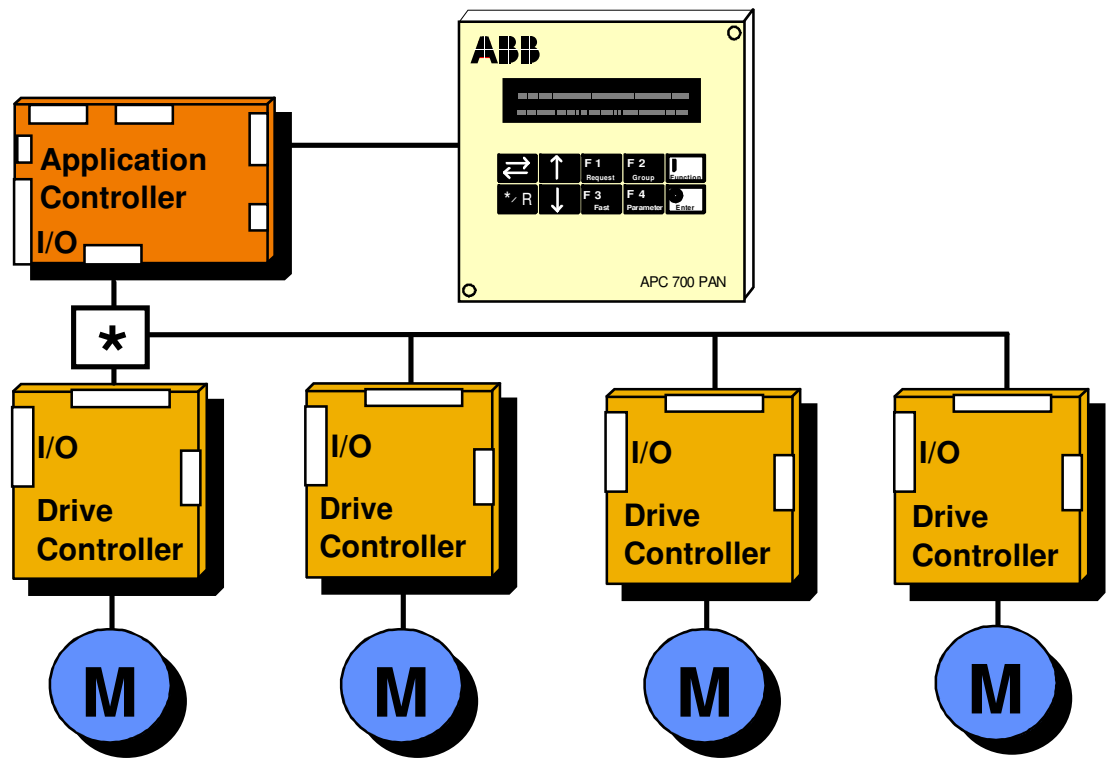 ABB
Application
Controller
I/O
F 1
Request
F 2
Group
Function
*/R
F 3
Fast
F 4
Parameter
Enter
APC 700 PAN
*
I/O
Drive
Controller
I/O
Drive
Controller
I/O
Drive
Controller
I/O
Drive
Controller
M
M
M
M